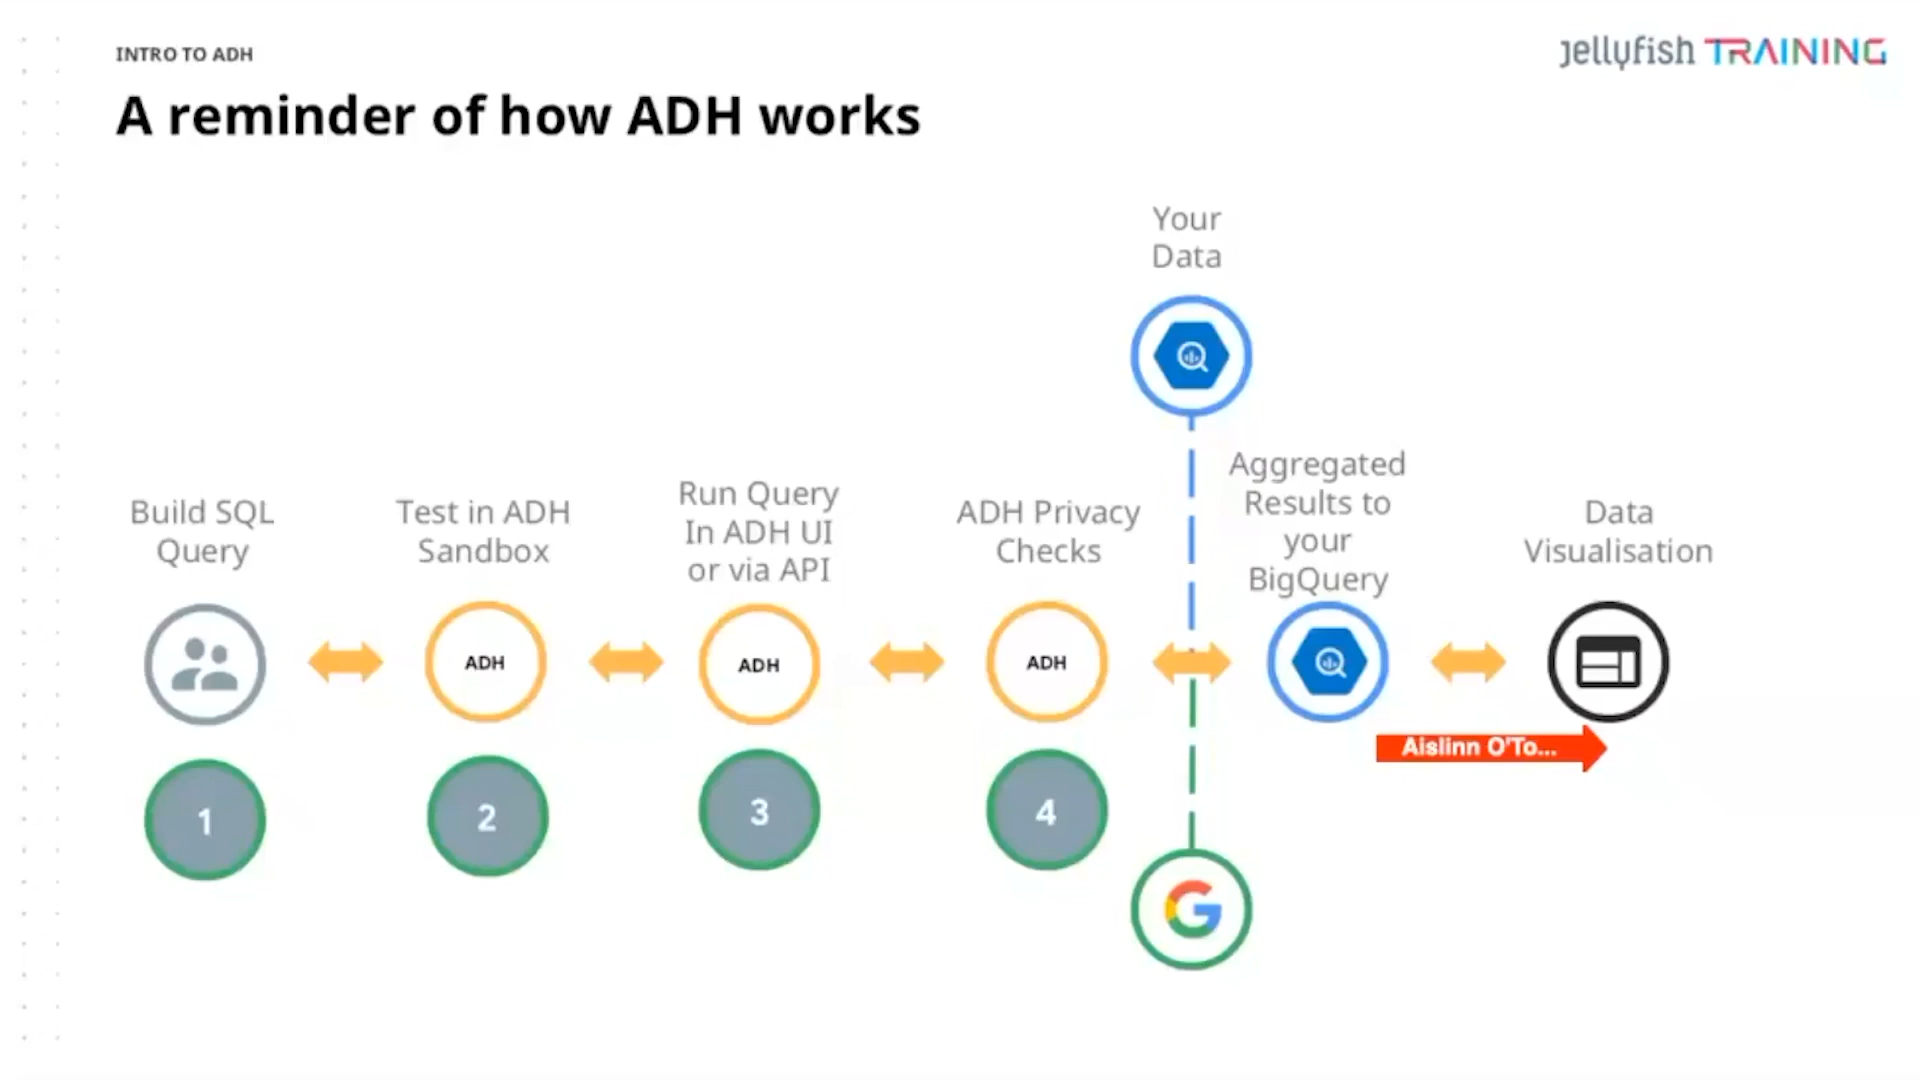 INTRO TO ADH
Jellyfish TRAINING
A reminder of how ADH works
Your
Data
Build SQL
Query
Test in ADH
Sandbox
Run Query
In ADH UI
or via API
ADH Privacy
Checks
Aggregated
Results to
your
BigQuery
Data
Visualisation
ADH
ADH
ADH
Aislinn O'To...
1
2
3
4
G